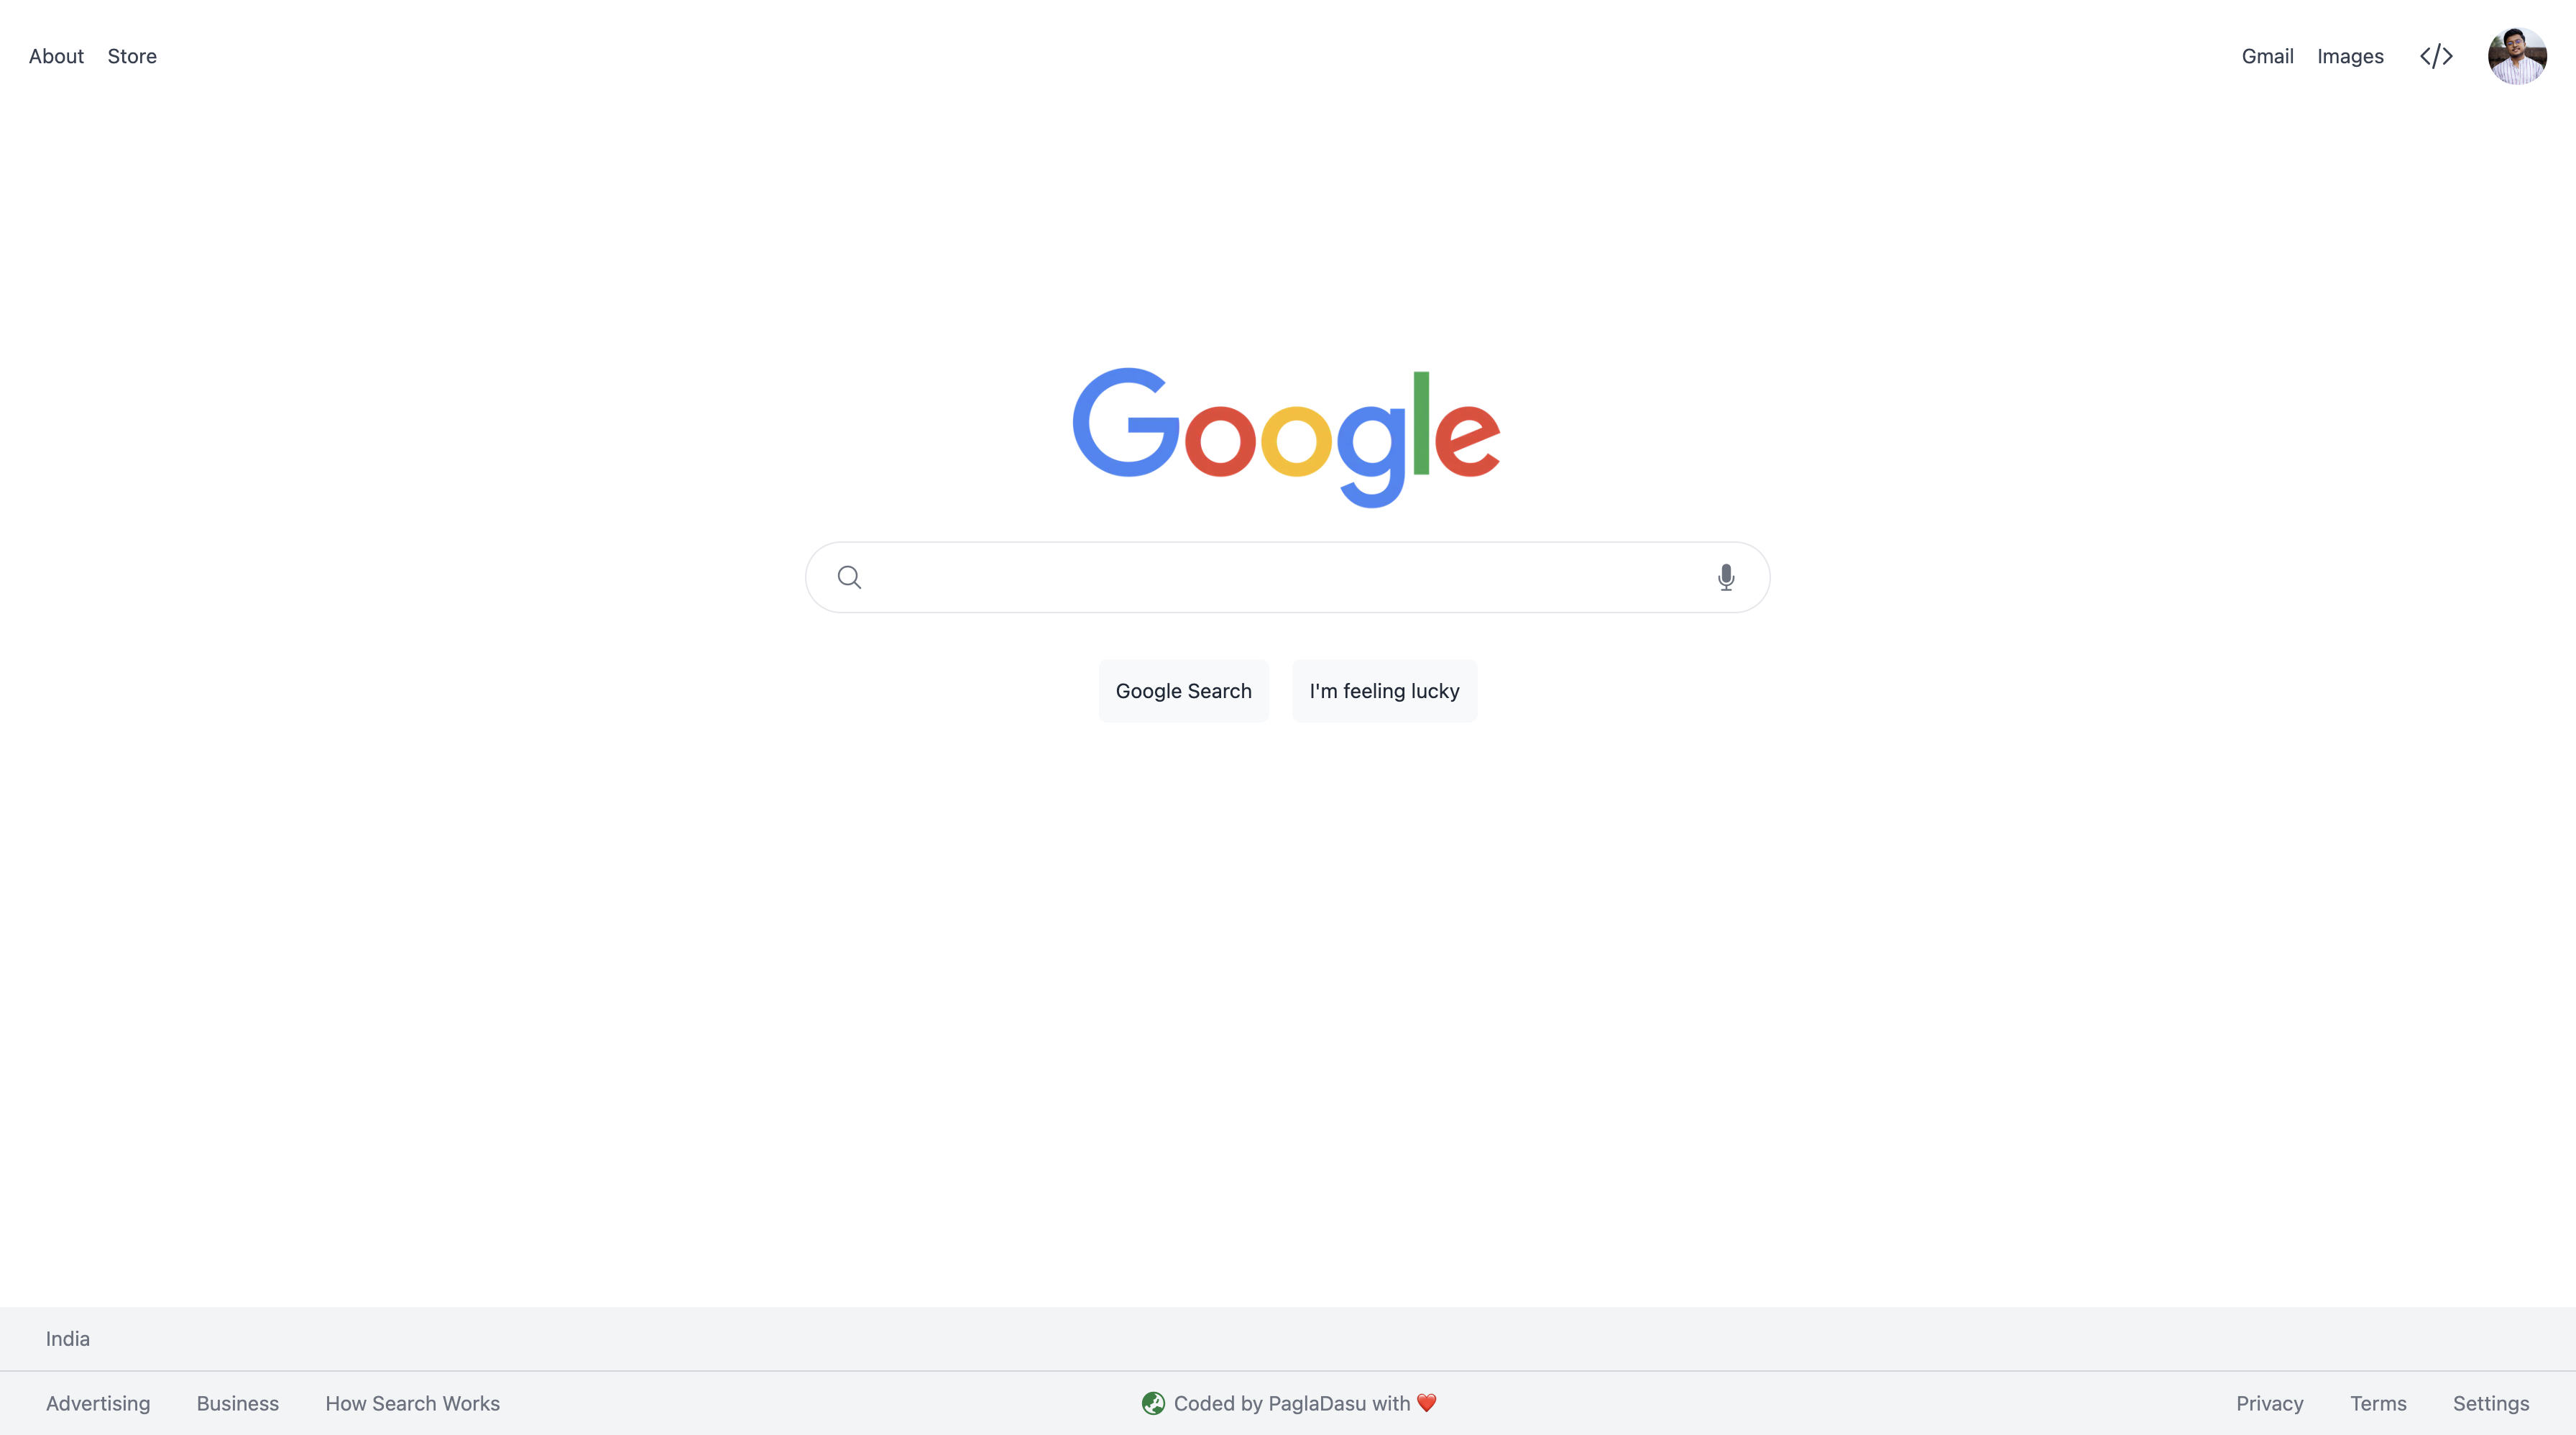 About Store Gmail Images
Google
Google Search I'm feeling lucky
India
Advertising Business How Search Works Coded by PaglaDasu with ❤️ Privacy Terms Settings